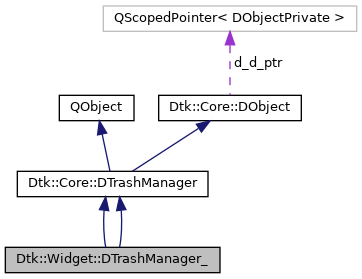 QScopedPointer< DObjectPrivate >
d_d_ptr
QObject
Dtk::Core::DObject
Dtk::Core::DTrashManager
Dtk::Widget::DTrashManager_